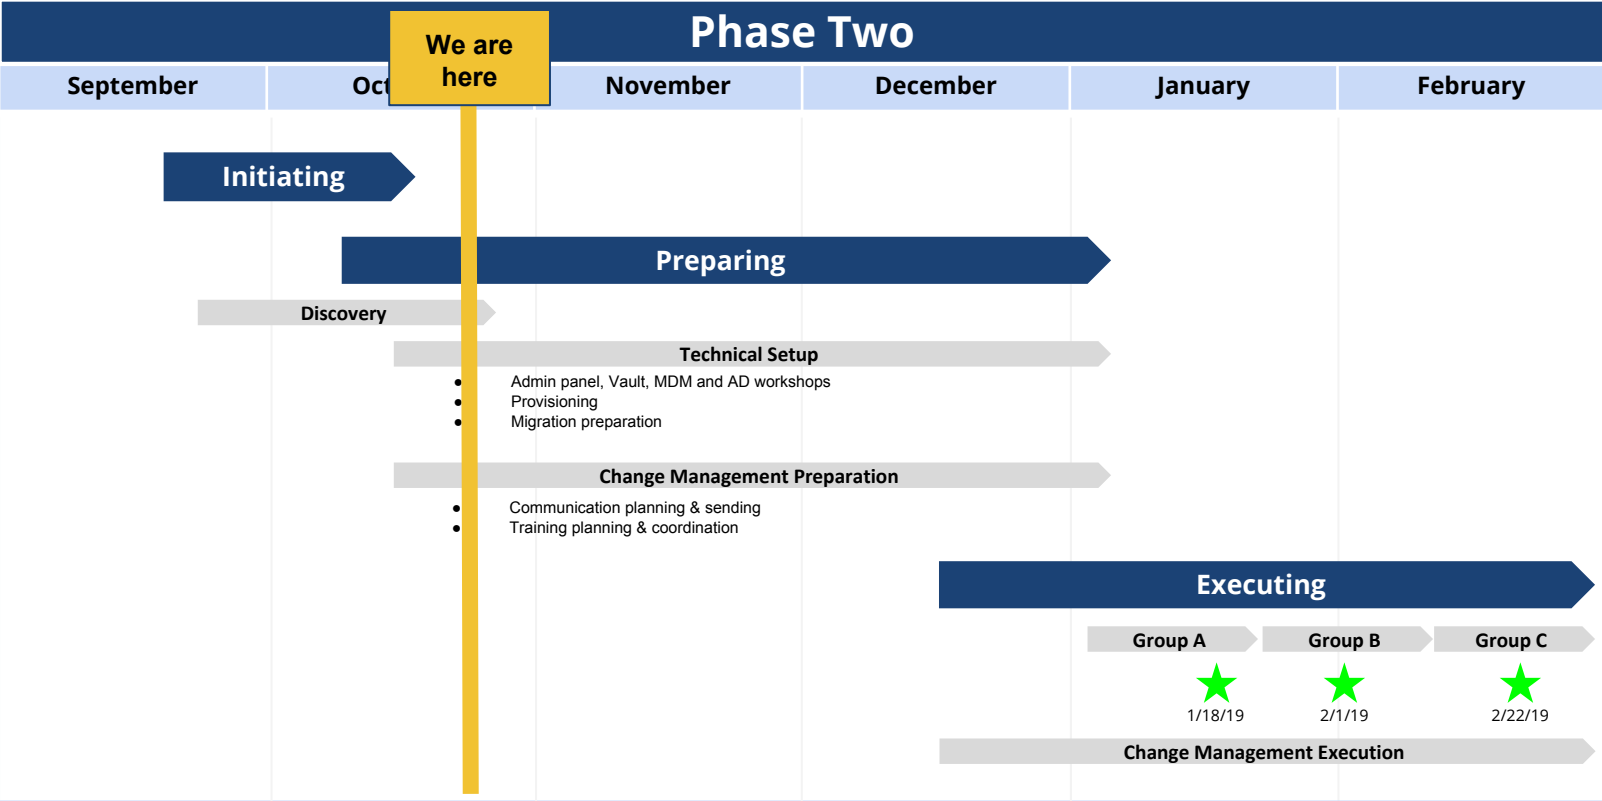 Phase Two
We are
here
September
Oct
November
December
January
February
Initiating
Preparing
Discovery
Technical Setup
● Admin panel, Vault, MDM and AD workshops
● Provisioning
● Migration preparation
Change Management Preparation
● Communication planning & sending
● Training planning & coordination
Executing
Group A
Group B
Group C
1/18/19
2/1/19
2/22/19
Change Management Execution